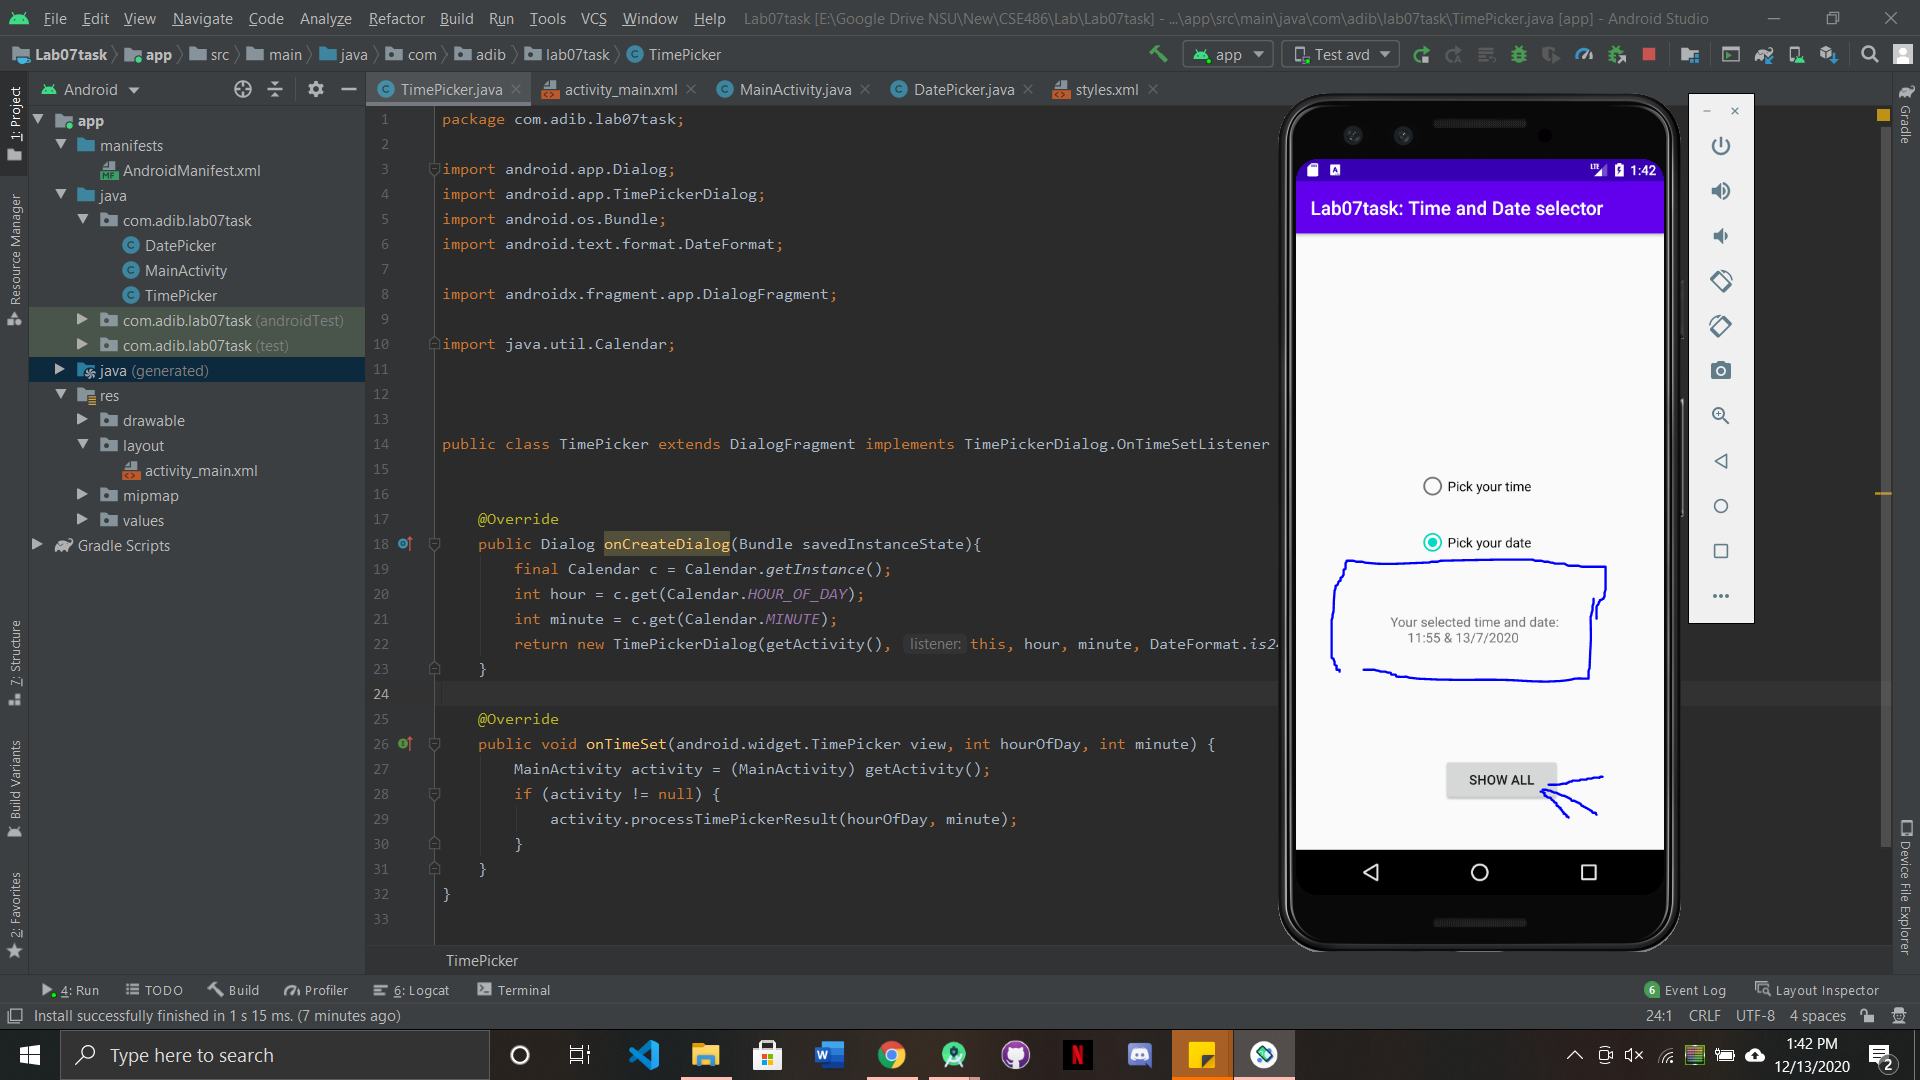 File Edit View Navigate Code Analyze Refactor Build Run Tools VCS Window Help Lab07task [E:\Google Drive NSU\New\CSE486\Lab\Lab07task] - ...\app\src\main\java\com\adib\lab07task\TimePicker.java [app] - Android Studio
Lab07task app src main java com adib lab07task TimePicker app Test avd
1: Project
Resource Manager
7: Structure
Build Variants
2: Favorites
Android
app
manifests
AndroidManifest.xml
java
com.adib.lab07task
DatePicker
MainActivity
TimePicker
com.adib.lab07task (androidTest)
com.adib.lab07task (test)
java (generated)
res
drawable
layout
activity_main.xml
mipmap
values
Gradle Scripts
TimePicker.java activity_main.xml MainActivity.java DatePicker.java styles.xml
1 package com.adib.lab07task;
2
3 import android.app.Dialog;
4 import android.app.TimePickerDialog;
5 import android.os.Bundle;
6 import android.text.format.DateFormat;
7
8 import androidx.fragment.app.DialogFragment;
9
10 import java.util.Calendar;
11
12
13
14 public class TimePicker extends DialogFragment implements TimePickerDialog.OnTimeSetListener
15
16
17 @Override
18 public Dialog onCreateDialog(Bundle savedInstanceState){
19 final Calendar c = Calendar.getInstance();
20 int hour = c.get(Calendar.HOUR_OF_DAY);
21 int minute = c.get(Calendar.MINUTE);
22 return new TimePickerDialog(getActivity(), listener: this, hour, minute, DateFormat.is24
23 }
24
25 @Override
26 public void onTimeSet(android.widget.TimePicker view, int hourOfDay, int minute) {
27 MainActivity activity = (MainActivity) getActivity();
28 if (activity != null) {
29 activity.processTimePickerResult(hourOfDay, minute);
30 }
31 }
32 }
33
TimePicker
LTE 1:42
Lab07task: Time and Date selector
Pick your time
Pick your date
Your selected time and date:
11:55 & 13/7/2020
SHOW ALL
Gradle
Device File Explorer
4: Run TODO Build Profiler 6: Logcat Terminal 6 Event Log Layout Inspector
Install successfully finished in 1 s 15 ms. (7 minutes ago) 24:1 CRLF UTF-8 4 spaces
Type here to search
1:42 PM
12/13/2020
2